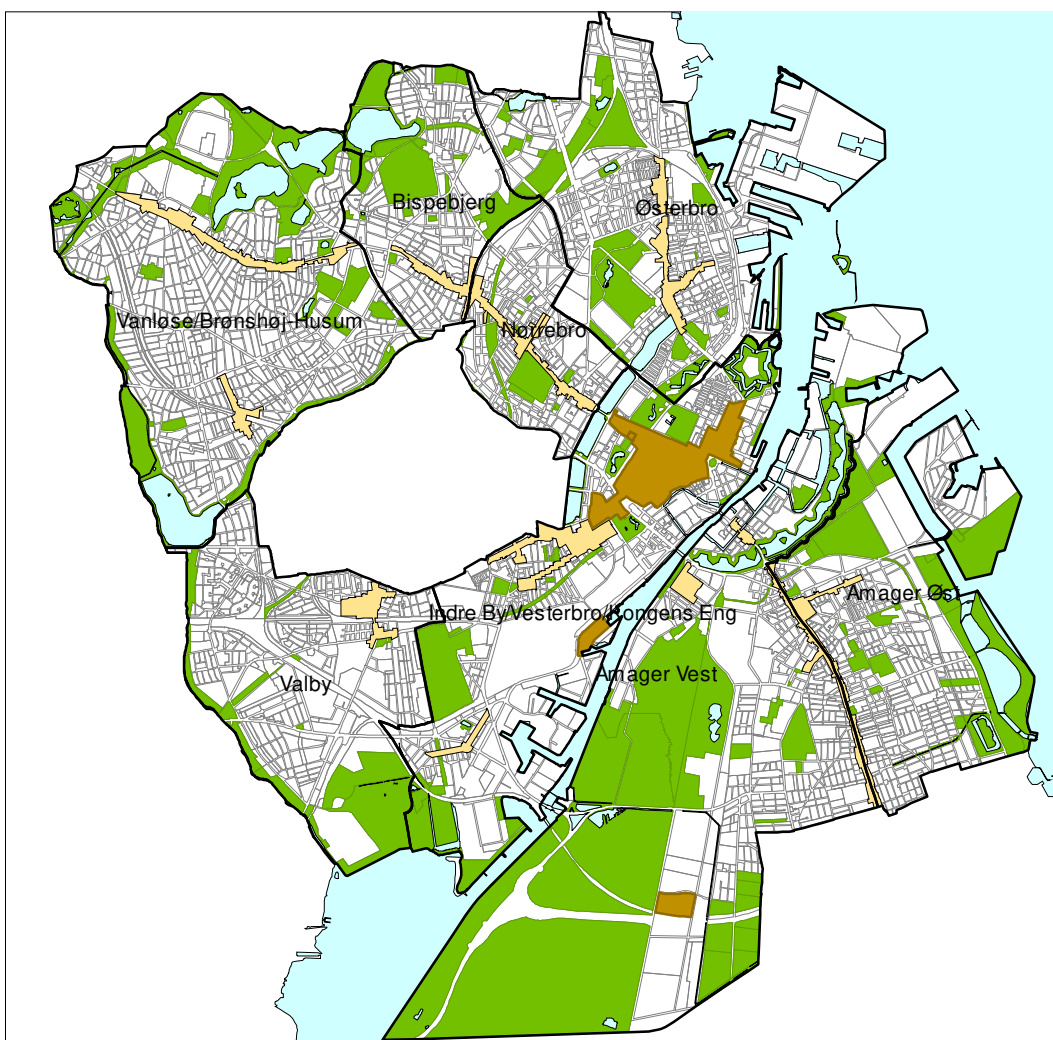 Bispebjerg
Østerbro
Vanløse/Brønshøj-Husum
Nørrebro
Amager Øst
Indre By/Vesterbro/Kongens Eng
Amager Vest
Valby